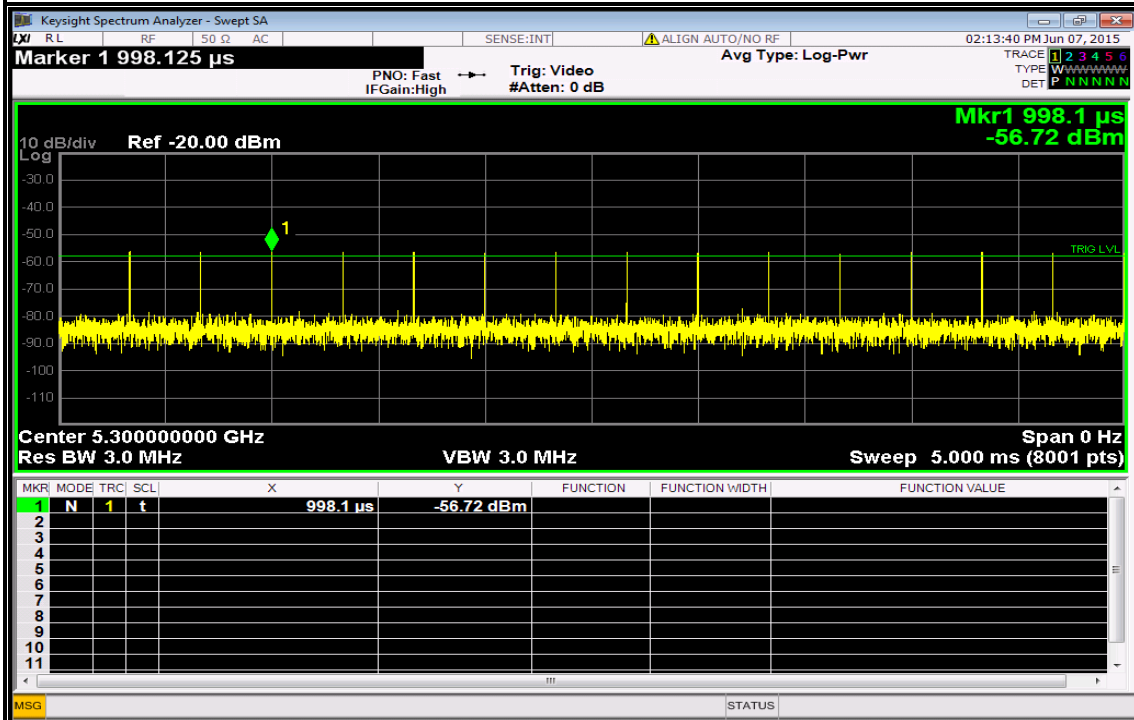 Keysight Spectrum Analyzer - Swept SA
LXI RL RF 50 Ω AC SENSE:INT ALIGN AUTO/NO RF 02:13:40 PM Jun 07, 2015
Marker 1 998.125 µs
PNO: Fast
IFGain:High
Trig: Video
#Atten: 0 dB
Avg Type: Log-Pwr
TRACE 1 2 3 4 5 6
TYPE WWWWWW
DET P N N N N N
Mkr1 998.1 µs
-56.72 dBm
10 dB/div Ref -20.00 dBm
Log
-30.0
-40.0
-50.0
-60.0
-70.0
-80.0
-90.0
-100
-110
1
TRIG LVL
Center 5.300000000 GHz Span 0 Hz
Res BW 3.0 MHz VBW 3.0 MHz Sweep 5.000 ms (8001 pts)
MKR MODE TRC SCL X Y FUNCTION FUNCTION WIDTH FUNCTION VALUE
1 N 1 t 998.1 µs -56.72 dBm
2
3
4
5
6
7
8
9
10
11
MSG STATUS